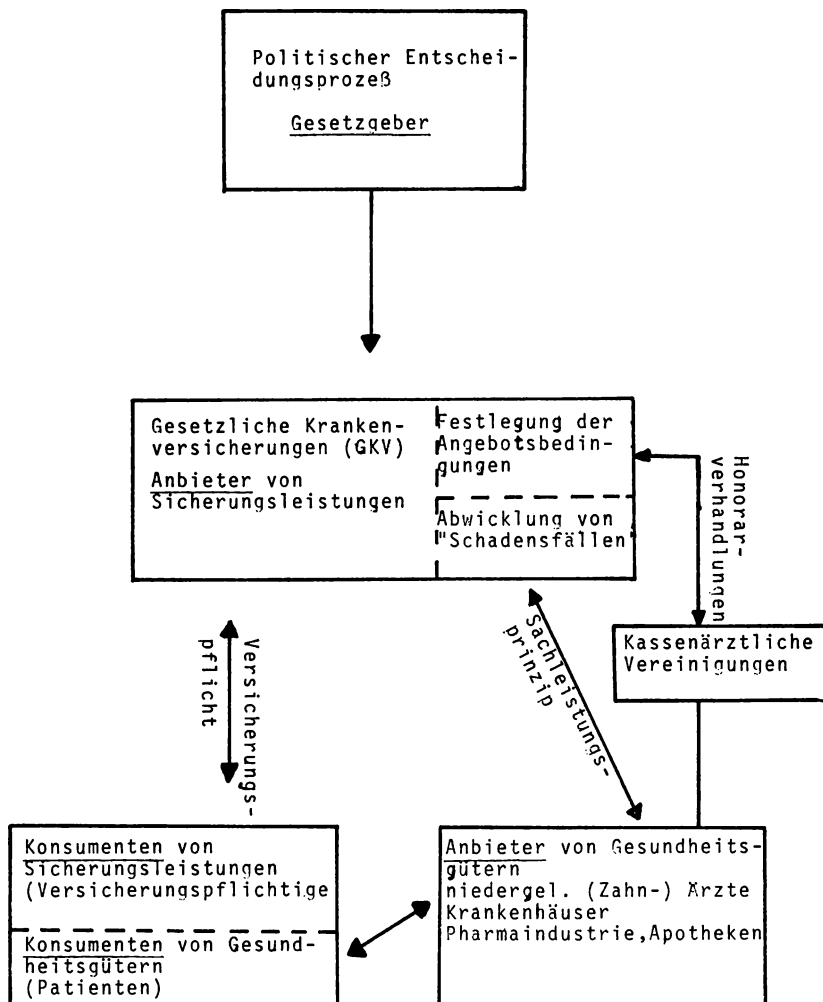 Politischer Entschei-
dungsprozeß
Gesetzgeber
Gesetzliche Kranken-
versicherungen (GKV)
Anbieter von
Sicherungsleistungen
Festlegung der
Angebotsbedin-
gungen
Abwicklung von
"Schadensfällen"
Honorar-
verhandlungen
Kassenärztliche
Vereinigungen
Versicherungs-
pflicht
Sachleistungs-
prinzip
Konsumenten von
Sicherungsleistungen
(Versicherungspflichtige
Konsumenten von Gesund-
heitsgütern
(Patienten)
Anbieter von Gesundheits-
gütern
niedergel. (Zahn-) Ärzte
Krankenhäuser
Pharmaindustrie,Apotheken